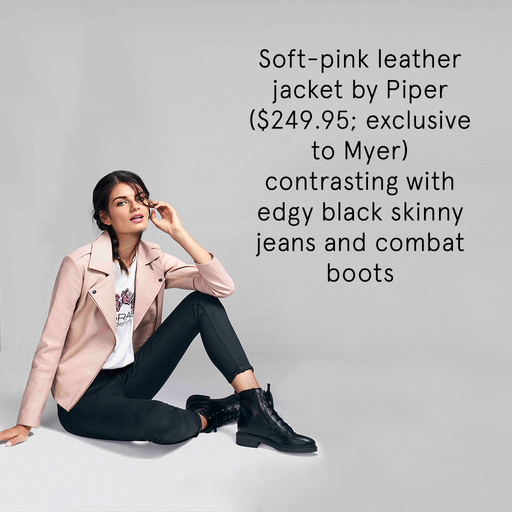 Soft-pink leather
jacket by Piper
($249.95; exclusive
to Myer)
contrasting with
edgy black skinny
jeans and combat
boots